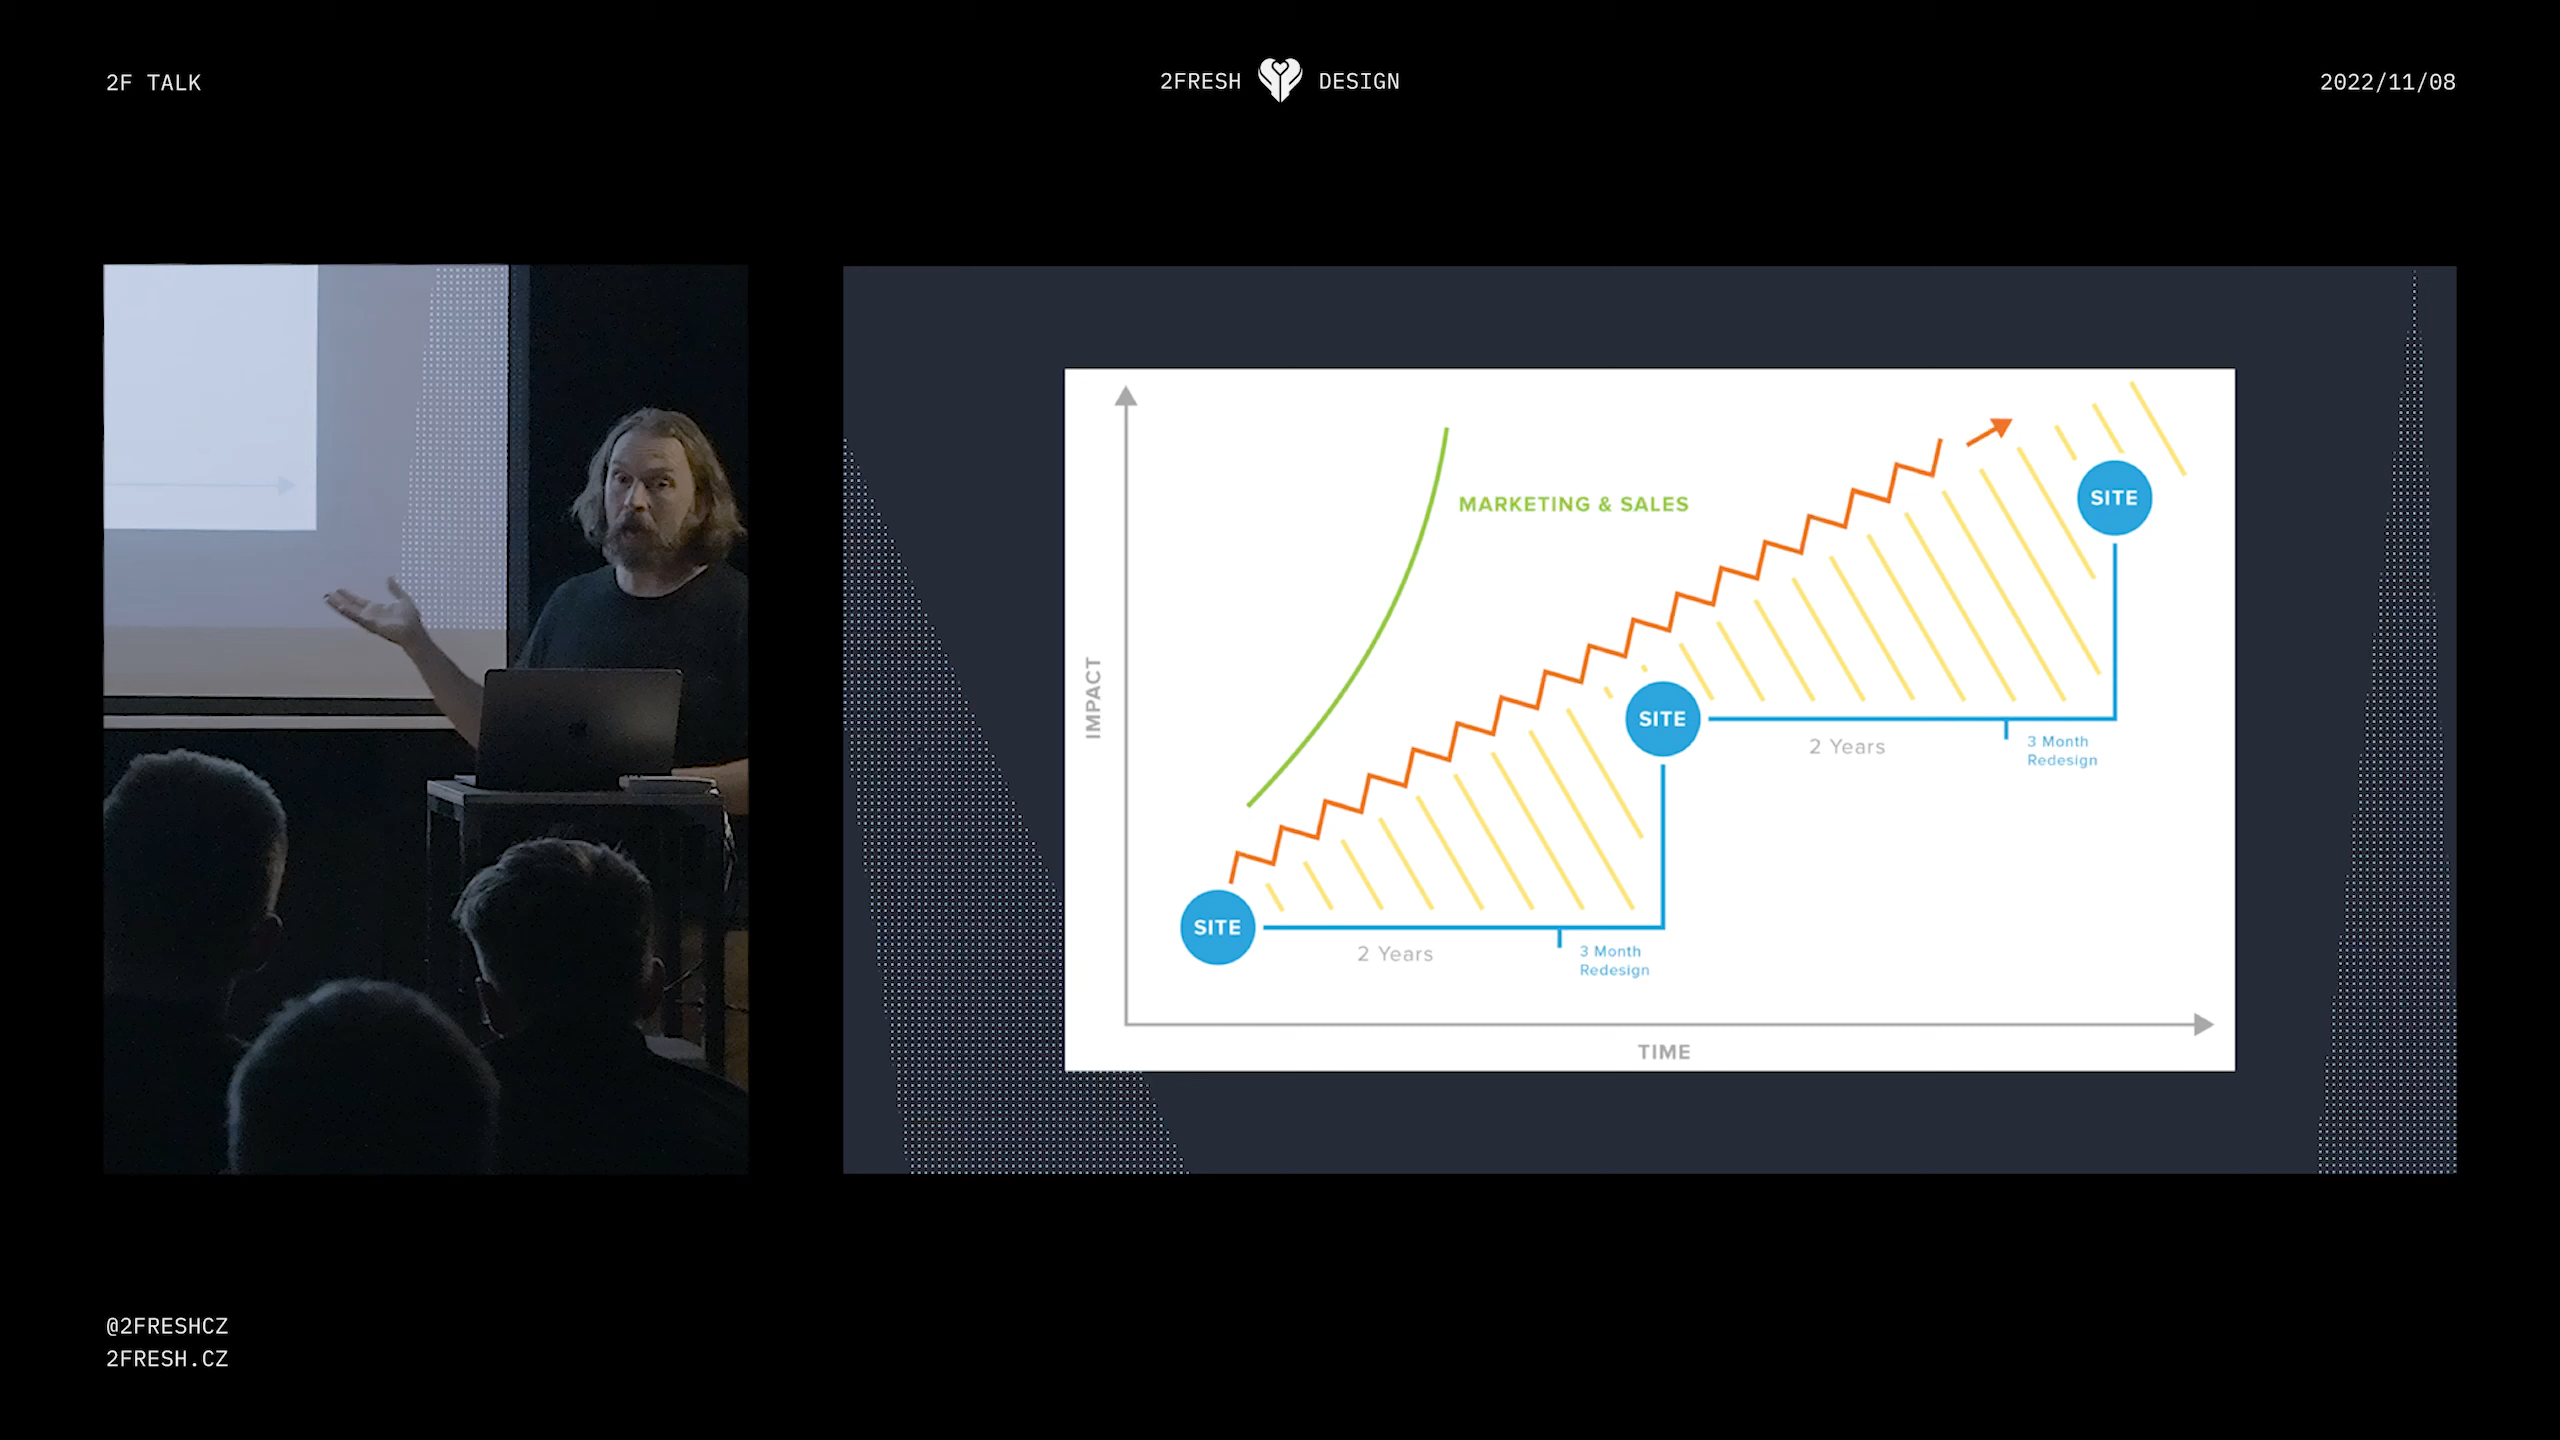 2F TALK
2FRESH DESIGN
2022/11/08
MARKETING & SALES
SITE
IMPACT
SITE
2 Years
3 Month
Redesign
SITE
2 Years
3 Month
Redesign
TIME
@2FRESHCZ
2FRESH.CZ